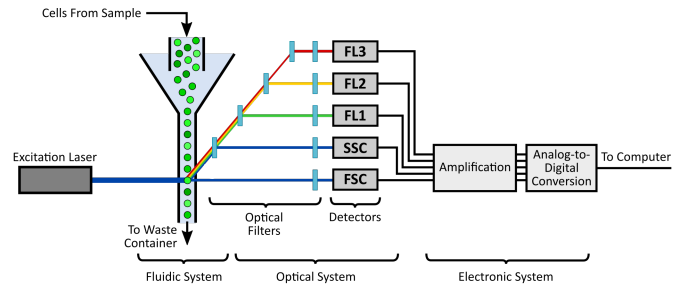 Cells From Sample
FL3
FL2
FL1
SSC
FSC
Excitation Laser
Amplification
Analog-to-
Digital
Conversion
To Computer
To Waste
Container
Optical
Filters
Detectors
Fluidic System
Optical System
Electronic System